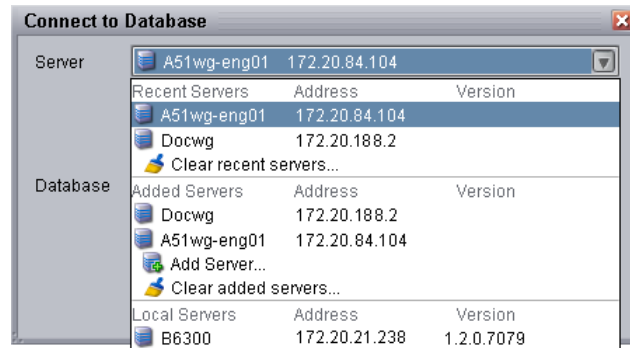 Connect to Database
Server A51wg-eng01 172.20.84.104
Recent Servers Address Version
A51wg-eng01 172.20.84.104
Docwg 172.20.188.2
Clear recent servers...
Database
Added Servers Address Version
Docwg 172.20.188.2
A51wg-eng01 172.20.84.104
Add Server...
Clear added servers...
Local Servers Address Version
B6300 172.20.21.238 1.2.0.7079